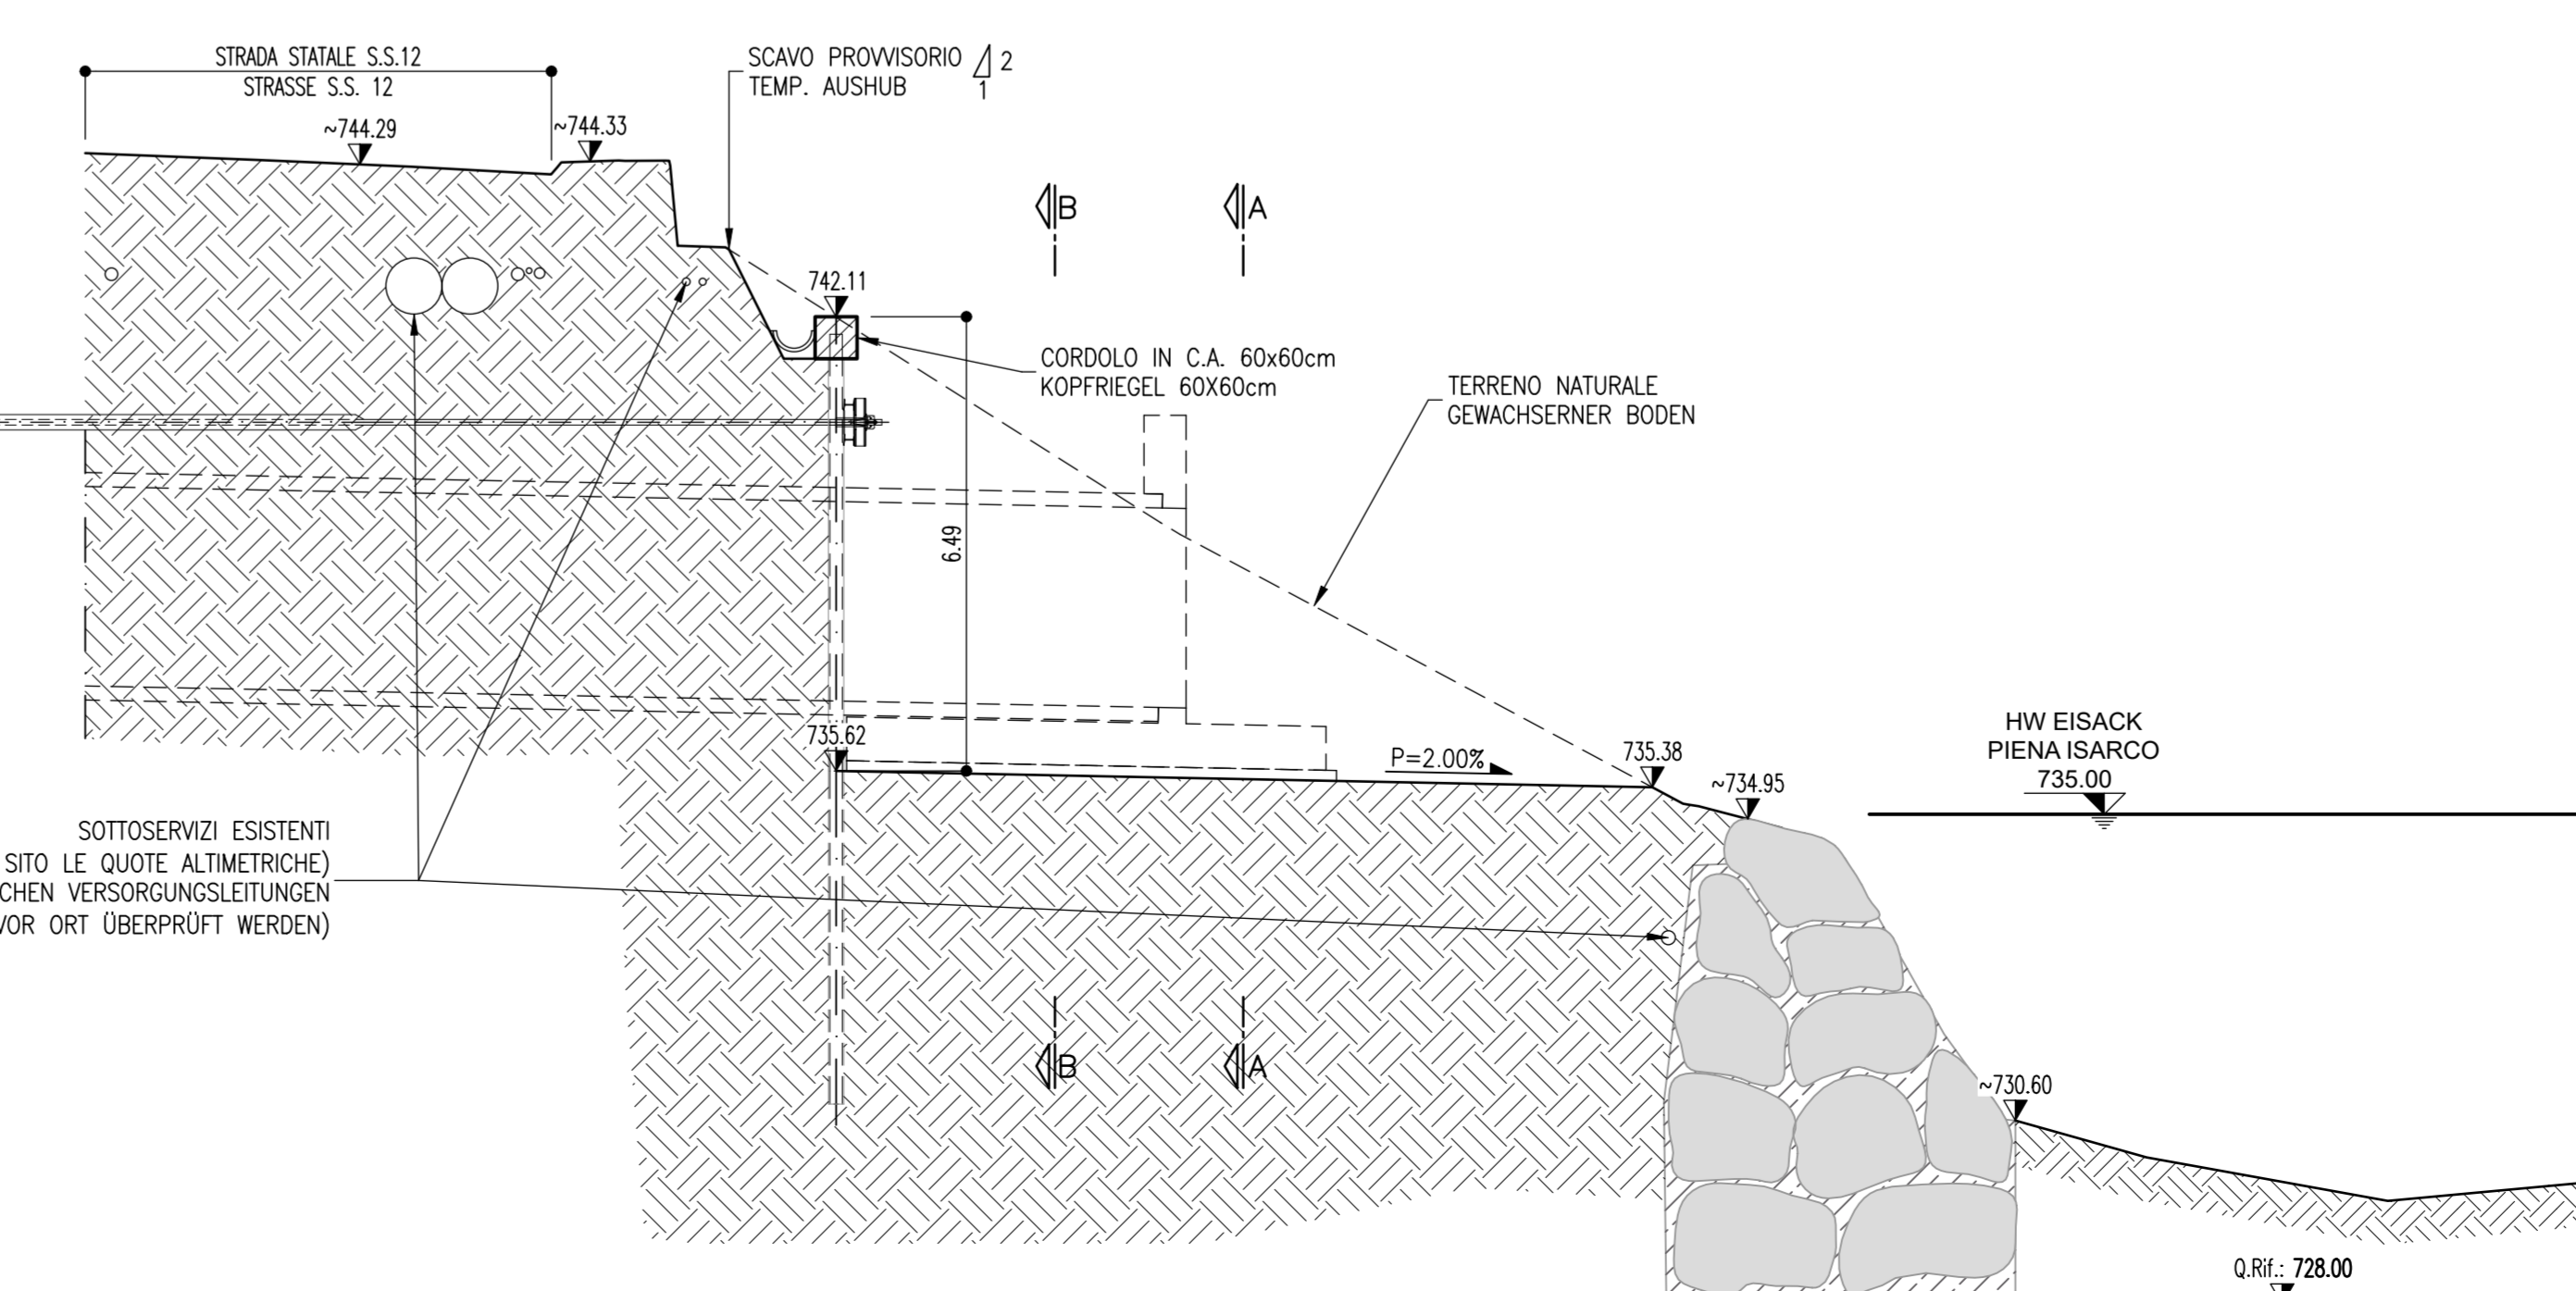 STRADA STATALE S.S.12
STRASSE S.S. 12
SCAVO PROVVISORIO 2
TEMP. AUSHUB 1
~744.29
~744.33
B
A
742.11
CORDOLO IN C.A. 60x60cm
KOPFRIEGEL 60X60cm
TERRENO NATURALE
GEWACHSERNER BODEN
6.49
735.62
P=2.00%
735.38
~734.95
HW EISACK
PIENA ISARCO
735.00
SOTTOSERVIZI ESISTENTI
SITO LE QUOTE ALTIMETRICHE)
CHEN VERSORGUNGSLEITUNGEN
VOR ORT ÜBERPRÜFT WERDEN)
B
A
~730.60
Q.Rif.: 728.00